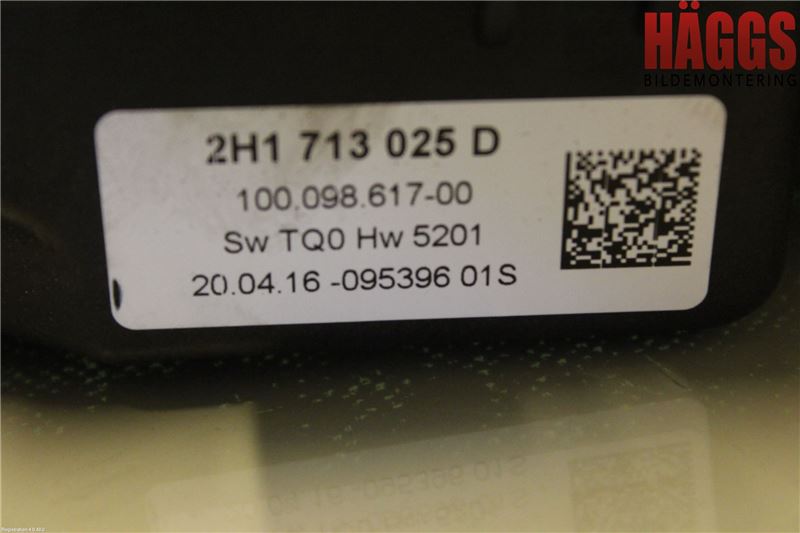 HÄGGS
BILDEMONTERING
2H1 713 025 D
100.098.617-00
Sw TQ0 Hw 5201
20.04.16 -095396 01S